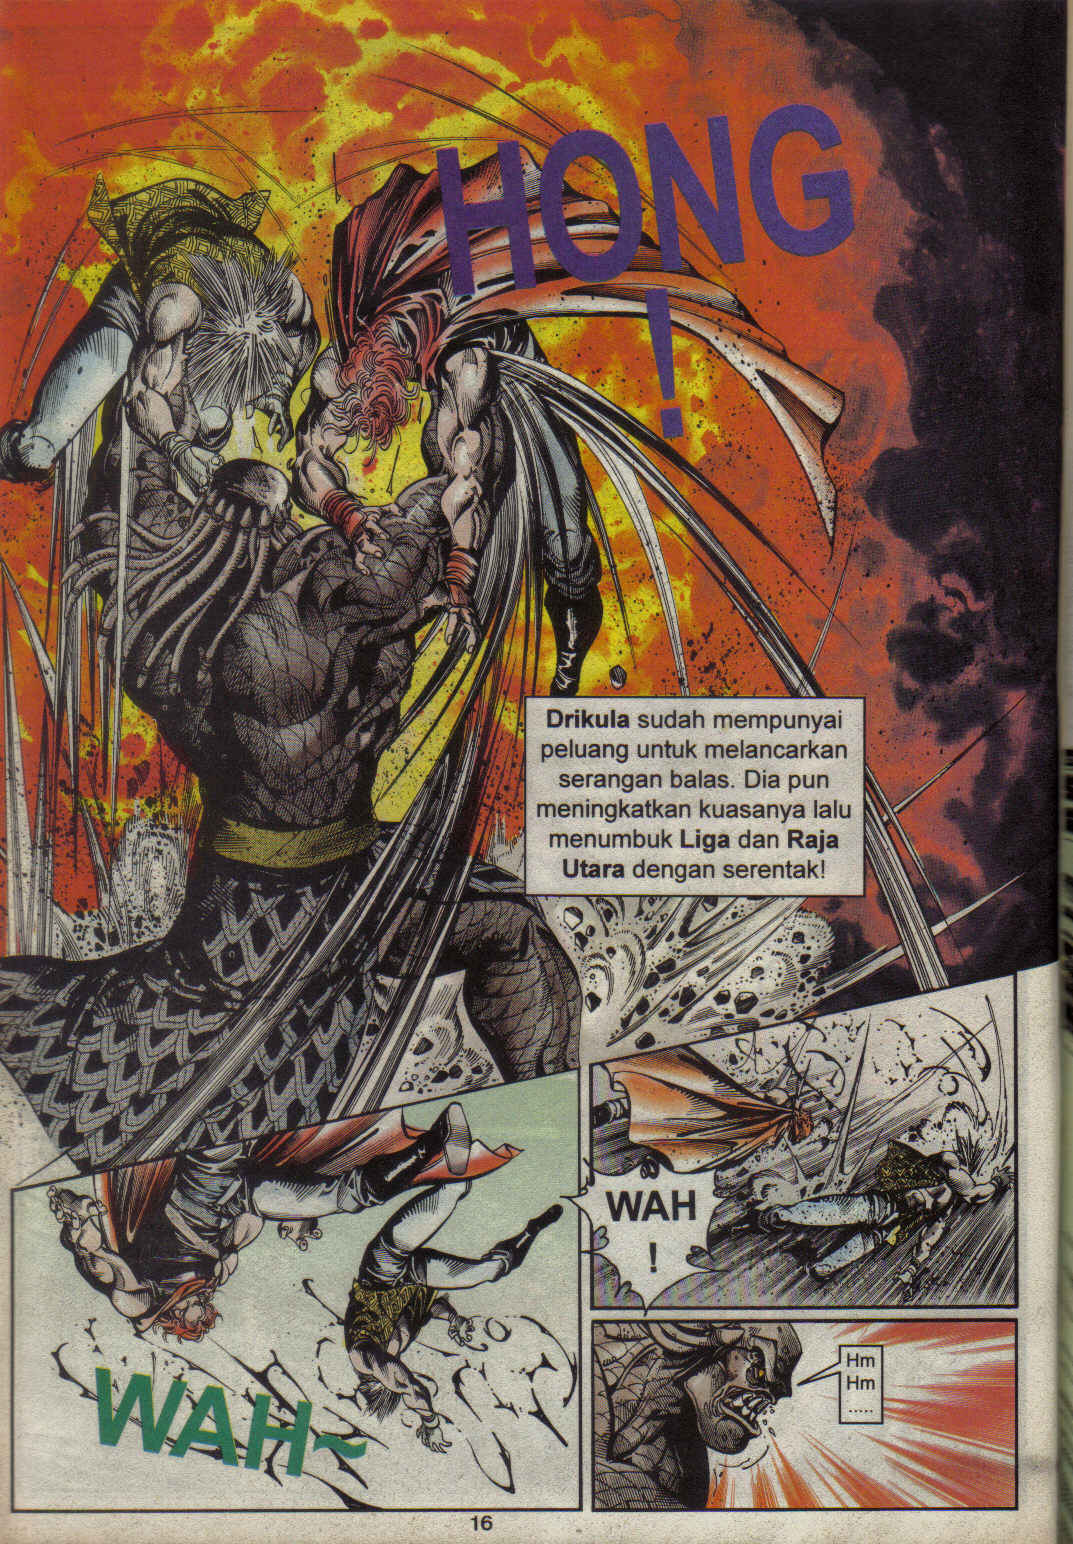 HONG
!
Drikula sudah mempunyai
peluang untuk melancarkan
serangan balas. Dia pun
meningkatkan kuasanya lalu
menumbuk Liga dan Raja
Utara dengan serentak!
WAH~
WAH
!
Hm
Hm
.....
16